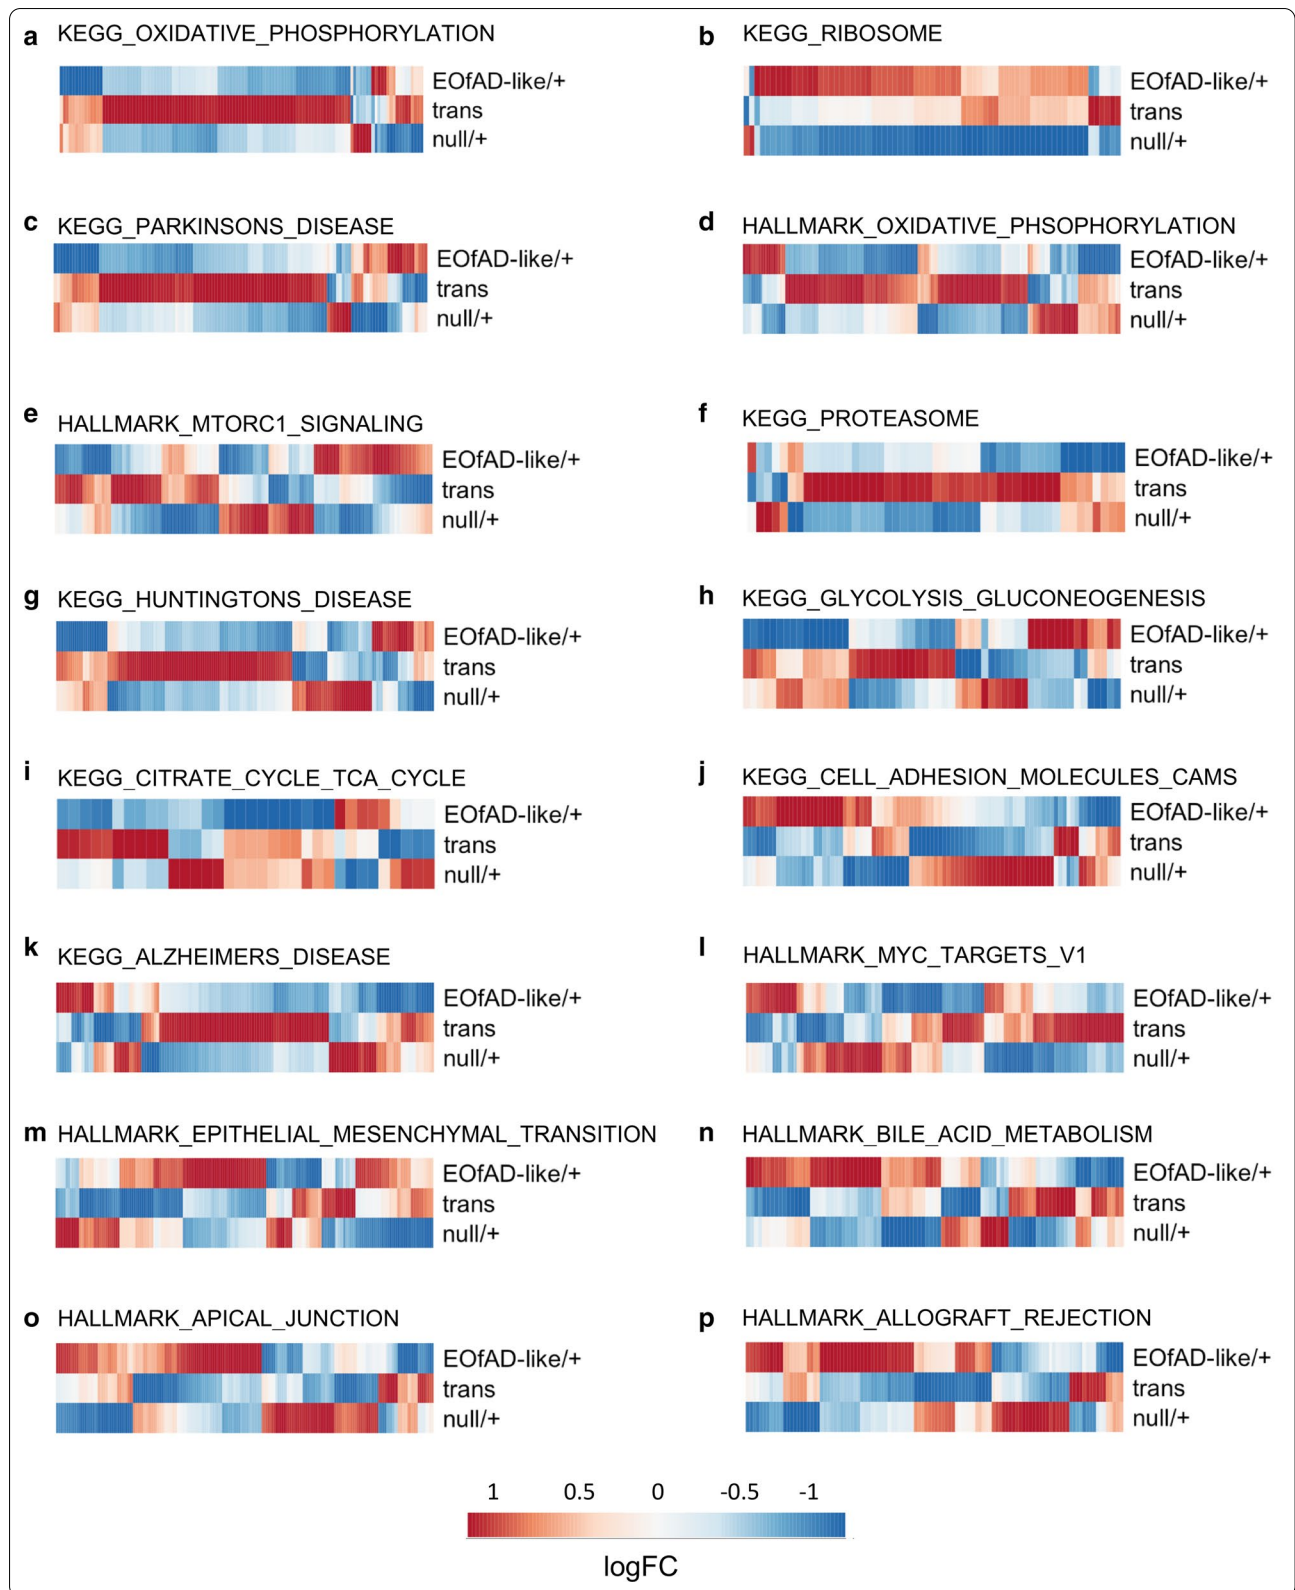 a KEGG_OXIDATIVE_PHOSPHORYLATION
EOfAD-like/+
trans
null/+
b KEGG_RIBOSOME
EOfAD-like/+
trans
null/+
c KEGG_PARKINSONS_DISEASE
EOfAD-like/+
trans
null/+
d HALLMARK_OXIDATIVE_PHSOPHORYLATION
EOfAD-like/+
trans
null/+
e HALLMARK_MTORC1_SIGNALING
EOfAD-like/+
trans
null/+
f KEGG_PROTEASOME
EOfAD-like/+
trans
null/+
g KEGG_HUNTINGTONS_DISEASE
EOfAD-like/+
trans
null/+
h KEGG_GLYCOLYSIS_GLUCONEOGENESIS
EOfAD-like/+
trans
null/+
i KEGG_CITRATE_CYCLE_TCA_CYCLE
EOfAD-like/+
trans
null/+
j KEGG_CELL_ADHESION_MOLECULES_CAMS
EOfAD-like/+
trans
null/+
k KEGG_ALZHEIMERS_DISEASE
EOfAD-like/+
trans
null/+
l HALLMARK_MYC_TARGETS_V1
EOfAD-like/+
trans
null/+
m HALLMARK_EPITHELIAL_MESENCHYMAL_TRANSITION
EOfAD-like/+
trans
null/+
n HALLMARK_BILE_ACID_METABOLISM
EOfAD-like/+
trans
null/+
o HALLMARK_APICAL_JUNCTION
EOfAD-like/+
trans
null/+
p HALLMARK_ALLOGRAFT_REJECTION
EOfAD-like/+
trans
null/+
1 0.5 0 -0.5 -1
logFC